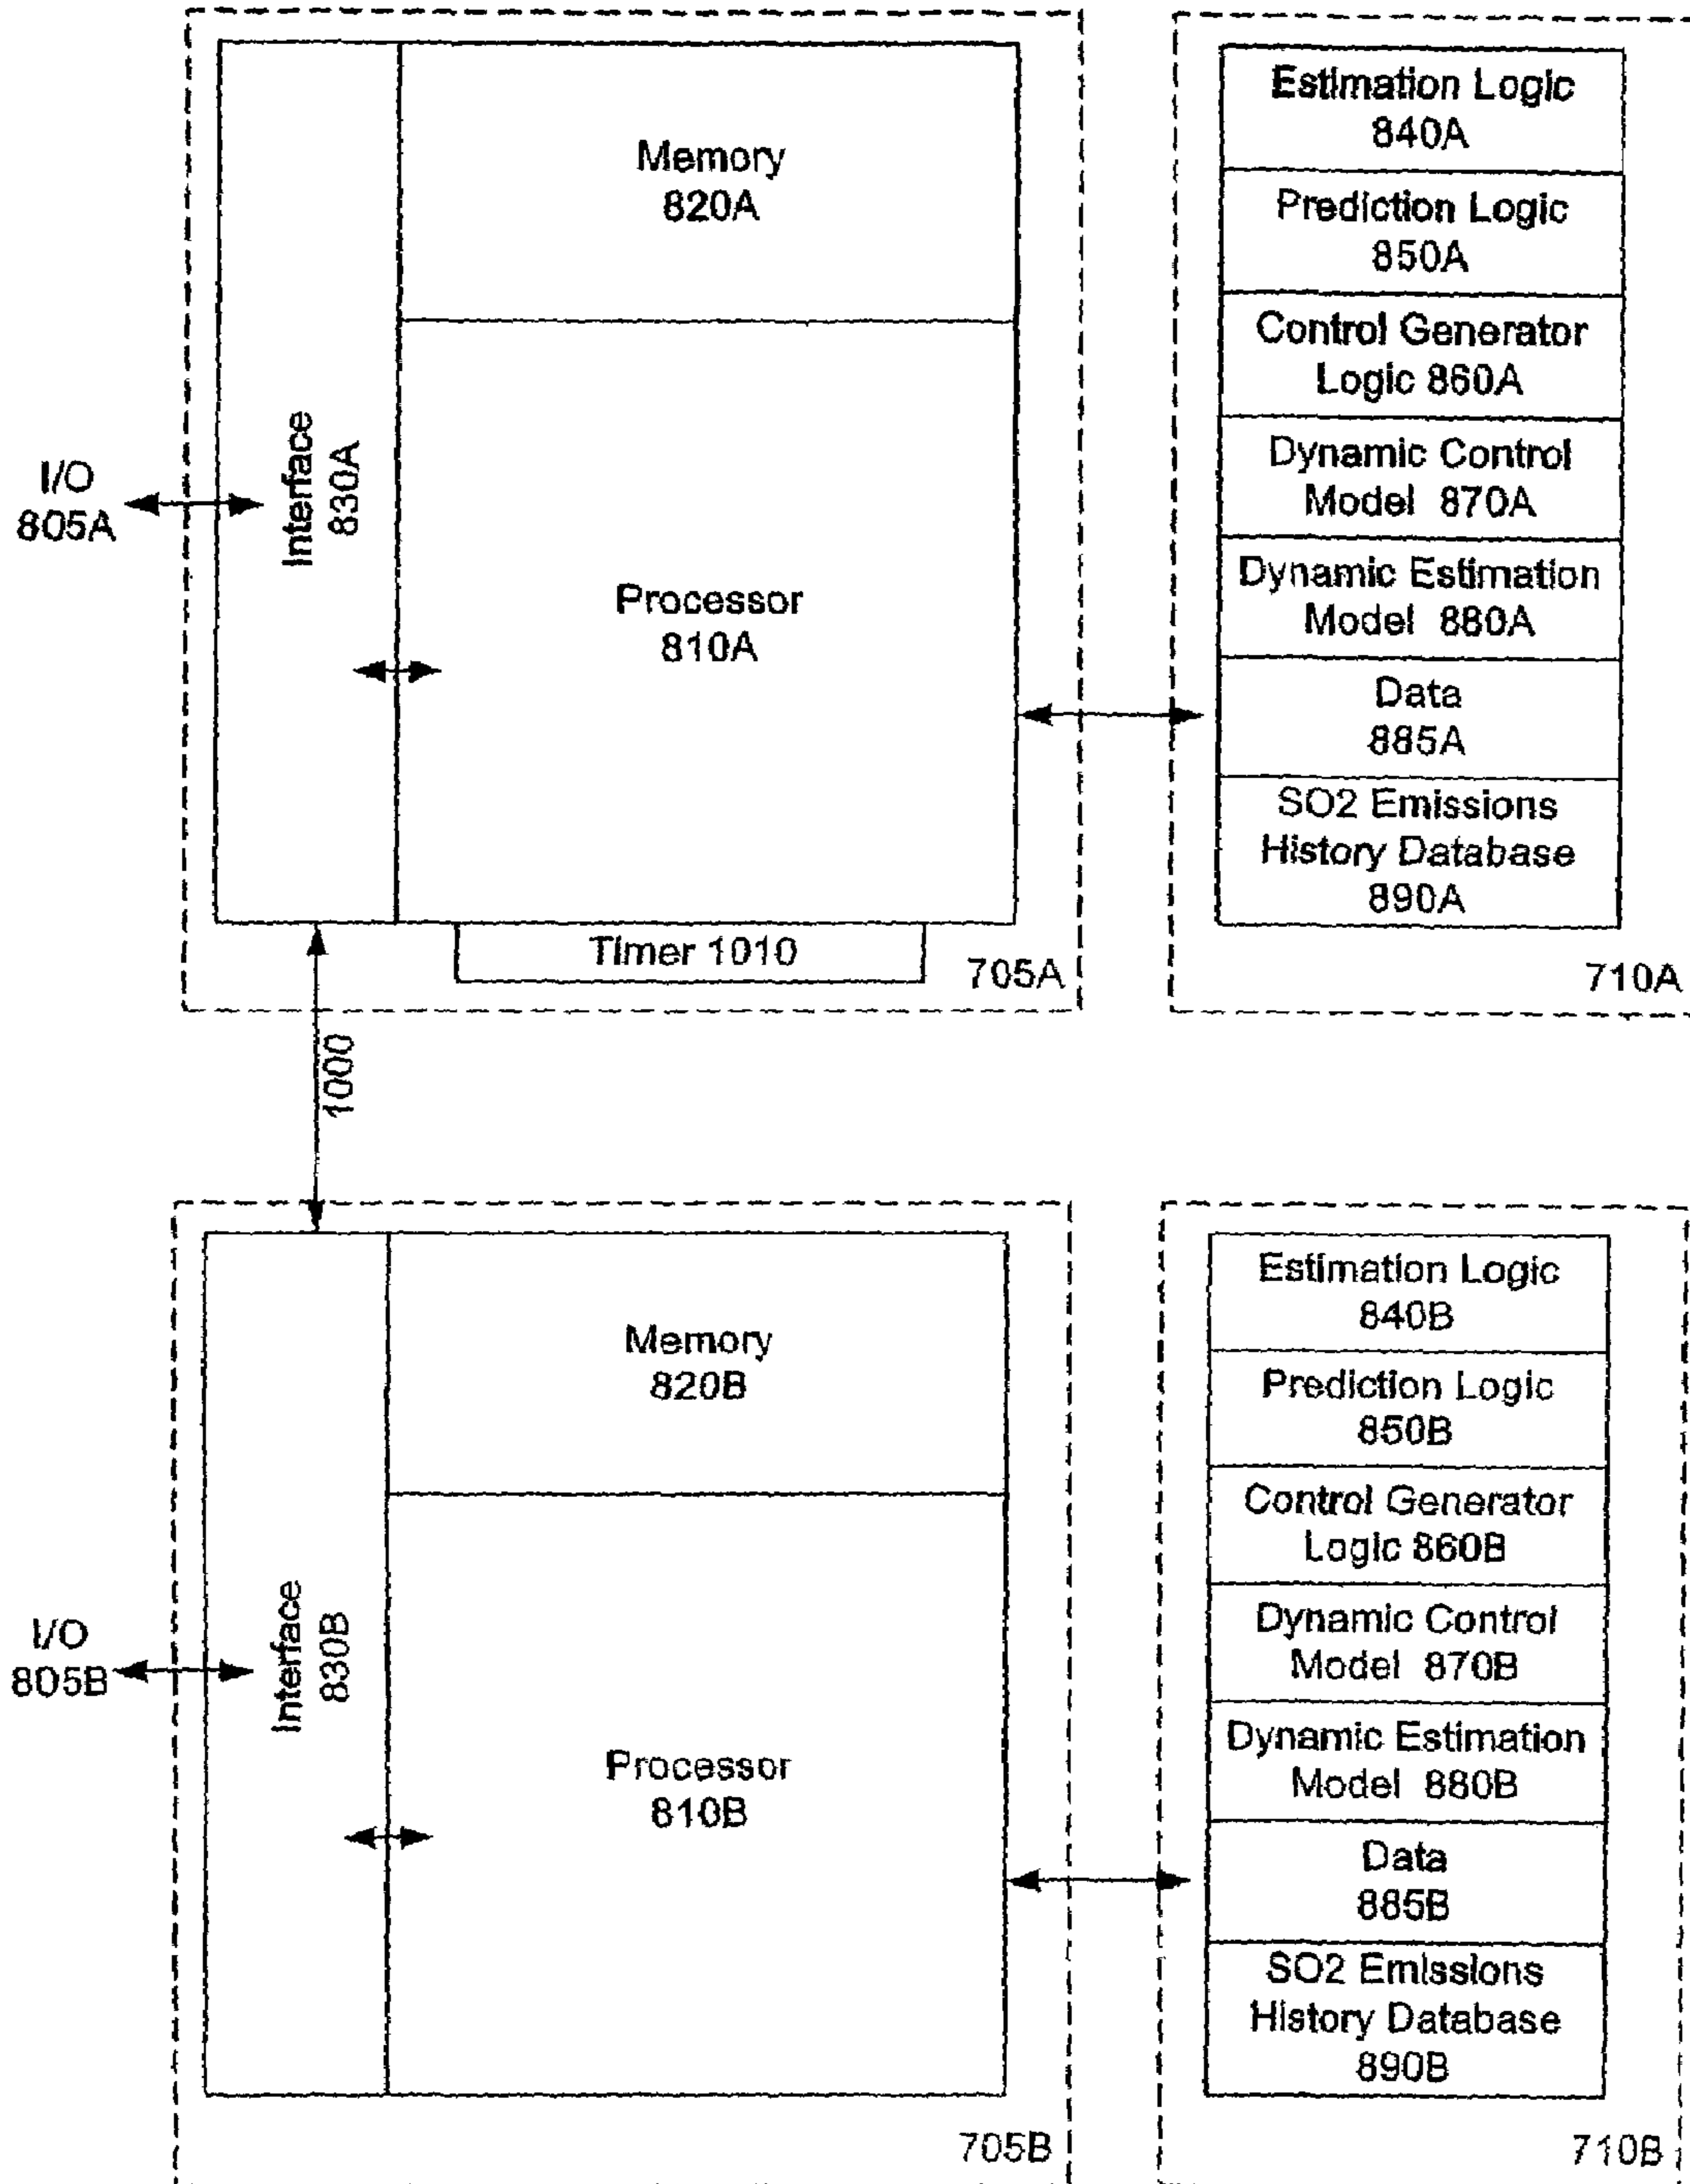 Memory
820A
Interface
830A
I/O
805A
Processor
810A
Timer 1010
705A
Estimation Logic
840A
Prediction Logic
850A
Control Generator
Logic 860A
Dynamic Control
Model 870A
Dynamic Estimation
Model 880A
Data
885A
SO2 Emissions
History Database
890A
710A
1000
Memory
820B
Interface
830B
I/O
805B
Processor
810B
705B
Estimation Logic
840B
Prediction Logic
850B
Control Generator
Logic 860B
Dynamic Control
Model 870B
Dynamic Estimation
Model 880B
Data
885B
SO2 Emissions
History Database
890B
710B